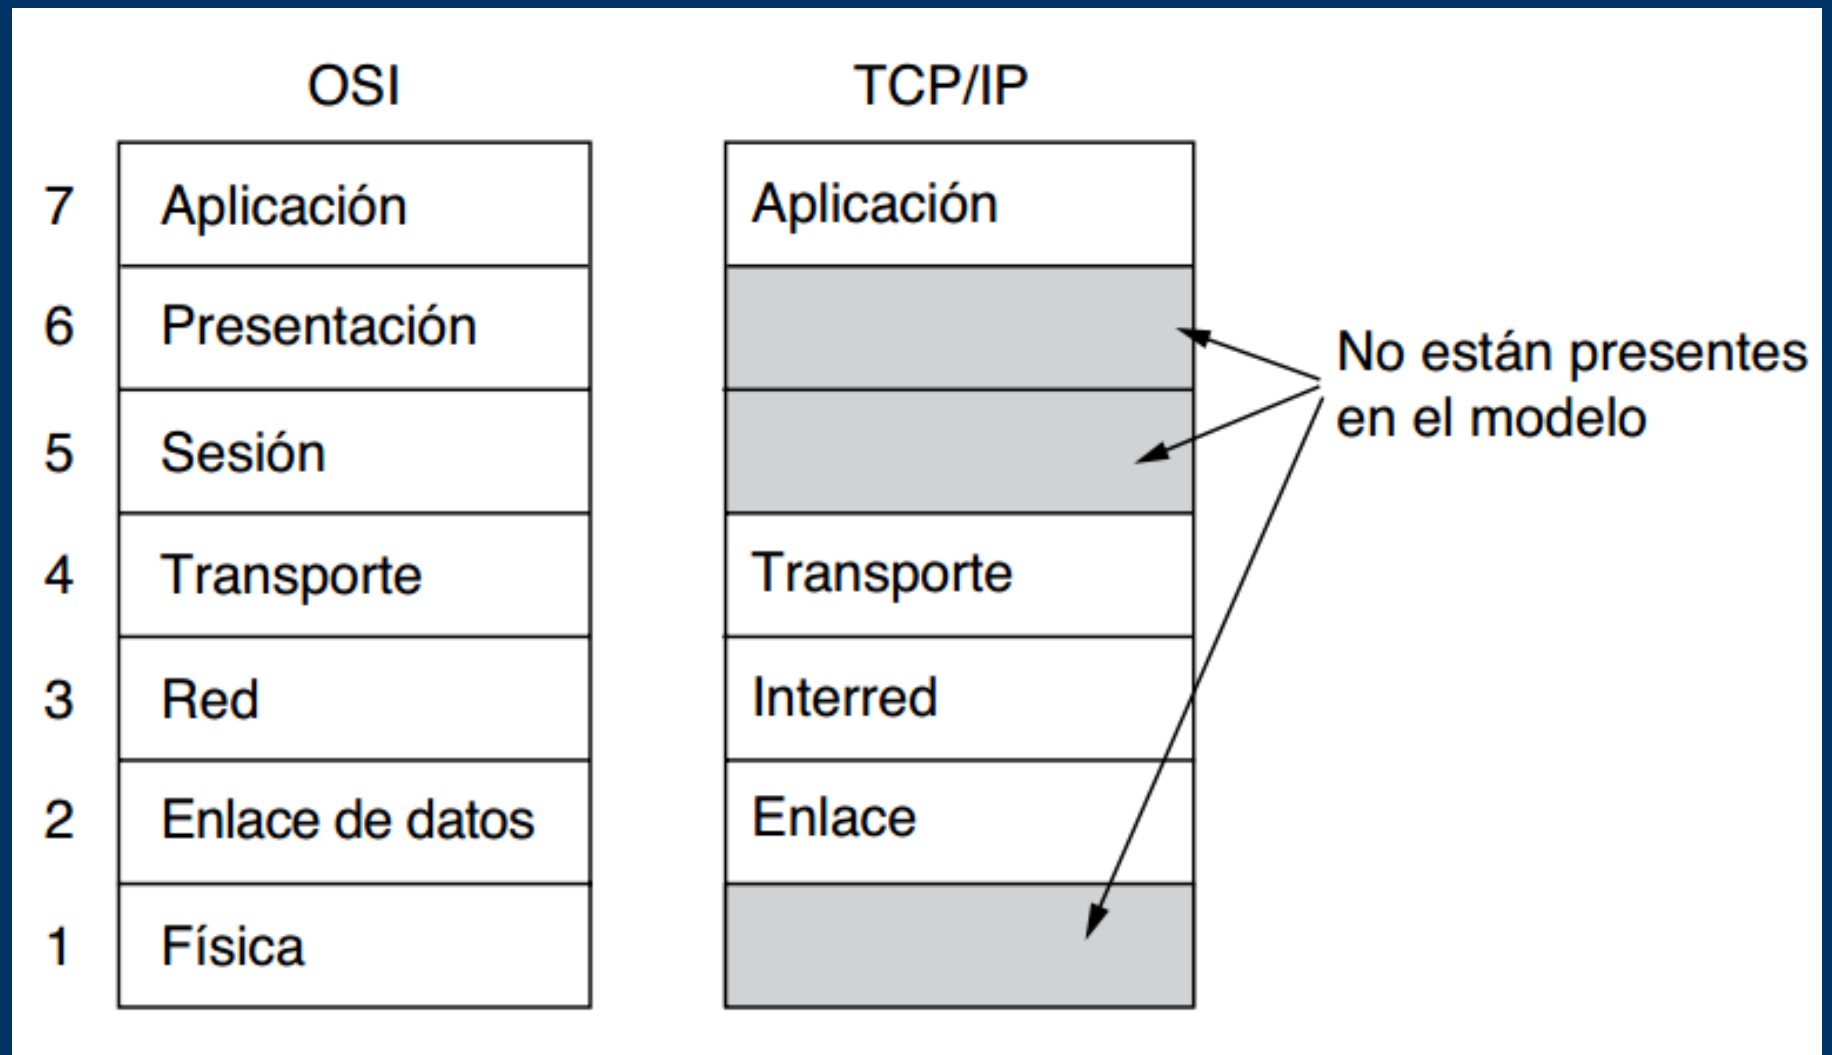 OSI
TCP/IP
7
Aplicación
Aplicación
6
Presentación
5
Sesión
No están presentes
en el modelo
4
Transporte
Transporte
3
Red
Interred
2
Enlace de datos
Enlace
1
Física